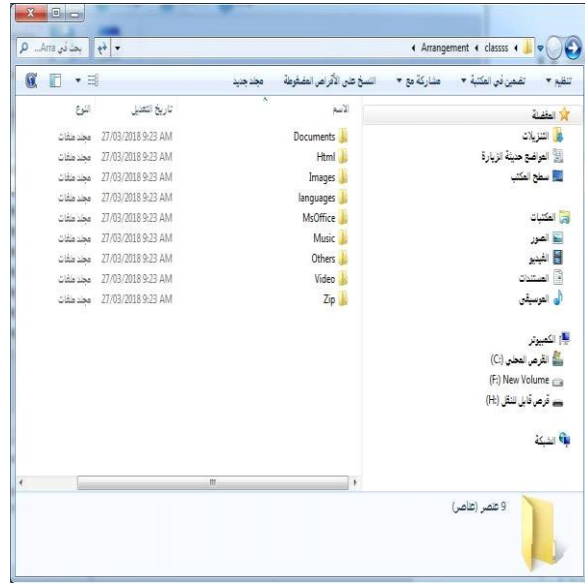 Arrangement classss
بحث في Arra...
تنظيم تضمين في المكتبة مشاركة مع النسخ على الأقراص المضغوطة مجلد جديد
المفضلة
التنزيلات
المواضع حديثة الزيارة
سطح المكتب
المكتبات
الصور
الفيديو
المستندات
الموسيقى
الكمبيوتر
القرص المحلي (C:)
(F:) New Volume
قرص قابل للنقل (H:)
الشبكة
الاسم تاريخ التعديل النوع
Documents 27/03/2018 9:23 AM مجلد ملفات
Html 27/03/2018 9:23 AM مجلد ملفات
Images 27/03/2018 9:23 AM مجلد ملفات
languages 27/03/2018 9:23 AM مجلد ملفات
MsOffice 27/03/2018 9:23 AM مجلد ملفات
Music 27/03/2018 9:23 AM مجلد ملفات
Others 27/03/2018 9:23 AM مجلد ملفات
Video 27/03/2018 9:23 AM مجلد ملفات
Zip 27/03/2018 9:23 AM مجلد ملفات
9 عنصر (عناصر)